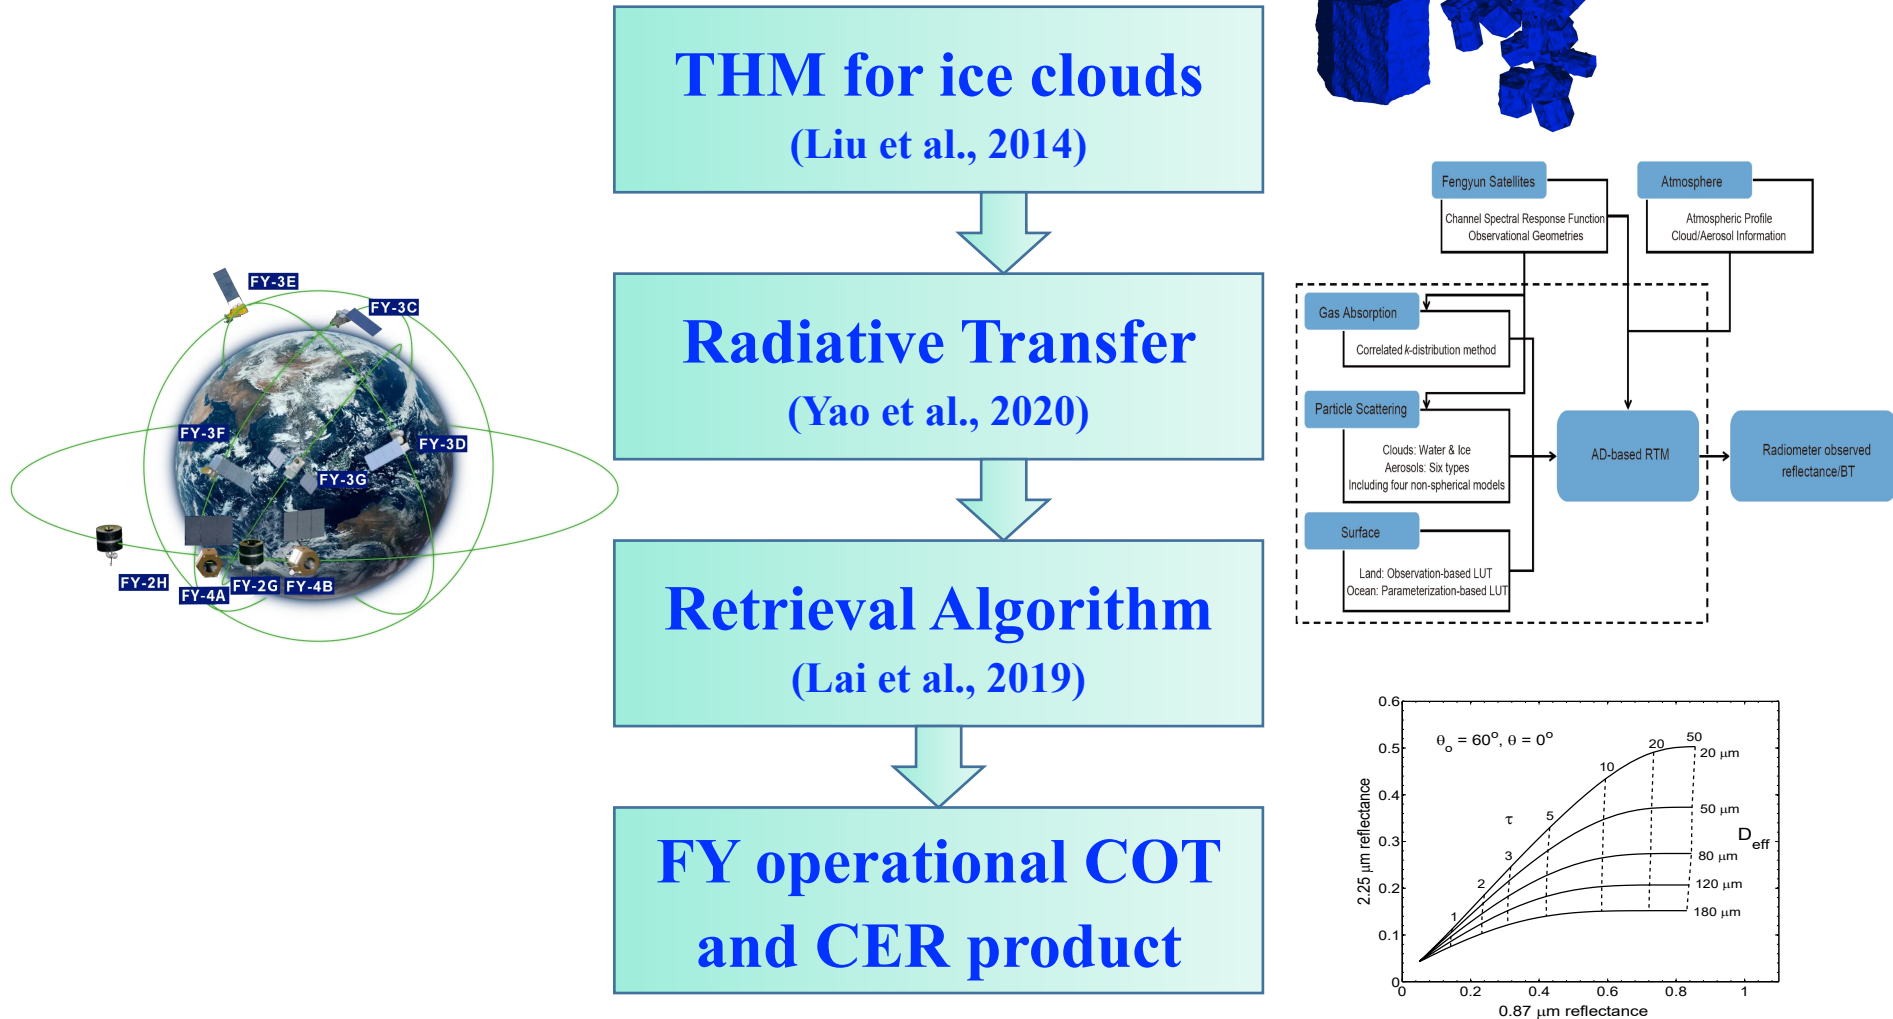 THM for ice clouds
(Liu et al., 2014)
Radiative Transfer
(Yao et al., 2020)
Retrieval Algorithm
(Lai et al., 2019)
FY operational COT
and CER product
FY-3E
FY-3C
FY-3F
FY-3D
FY-3G
FY-2H
FY-4A
FY-2G
FY-4B
Fengyun Satellites
Channel Spectral Response Function
Observational Geometries
Atmosphere
Atmospheric Profile
Cloud/Aerosol Information
Gas Absorption
Correlated k-distribution method
Particle Scattering
Clouds: Water & Ice
Aerosols: Six types
Including four non-spherical models
Surface
Land: Observation-based LUT
Ocean: Parameterization-based LUT
AD-based RTM
Radiometer observed
reflectance/BT
θo = 60o, θ = 0o
τ
1
2
3
5
10
20
50
20 μm
50 μm
80 μm
120 μm
180 μm
Deff
2.25 μm reflectance
0.6
0.5
0.4
0.3
0.2
0.1
0
0
0.2
0.4
0.6
0.8
1
0.87 μm reflectance